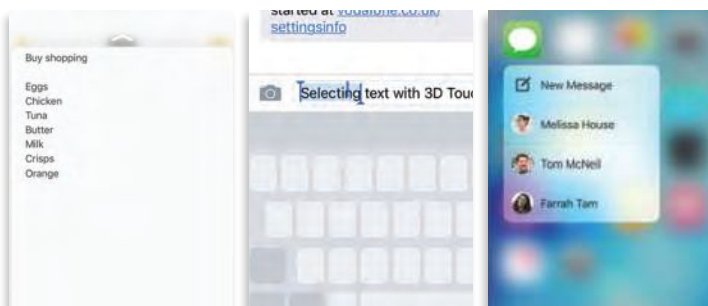 Buy shopping
Eggs
Chicken
Tuna
Butter
Milk
Crisps
Orange
started at vodafone.co.uk/
settingsinfo
Selecting text with 3D Touc
New Message
Melissa House
Tom McNeil
Farrah Tam